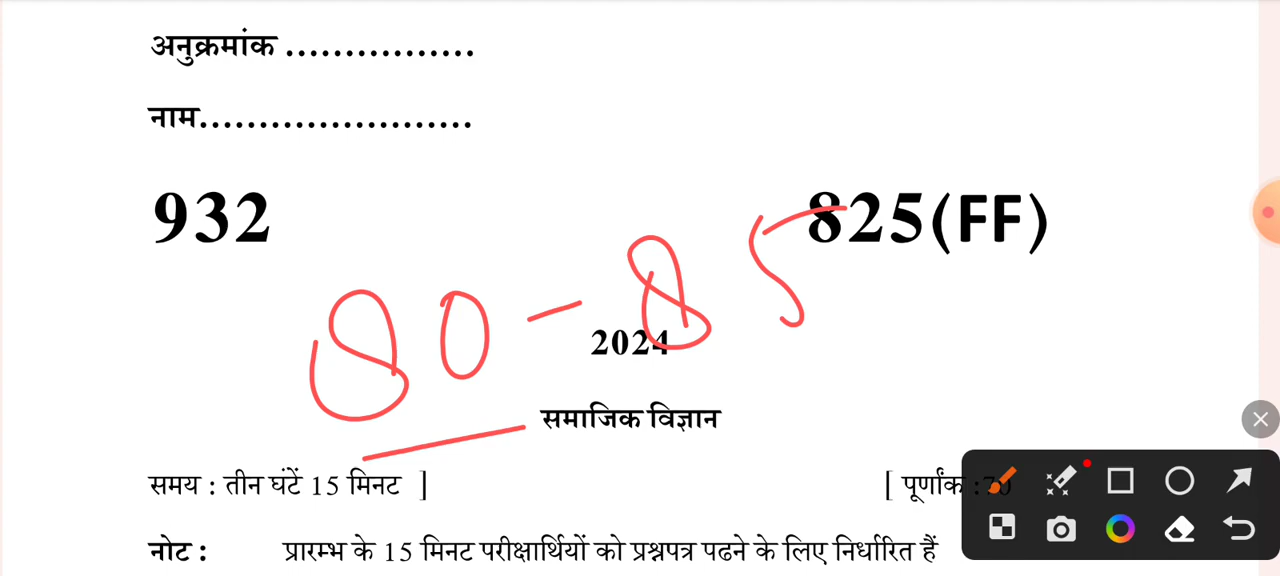 अनुक्रमांक ................
नाम.......................
932 825(FF)
80-85
2024
समाजिक विज्ञान
समय : तीन घंटें 15 मिनट ] [ पूर्णांक :70
नोट : प्रारम्भ के 15 मिनट परीक्षार्थियों को प्रश्नपत्र पढने के लिए निर्धारित हैं